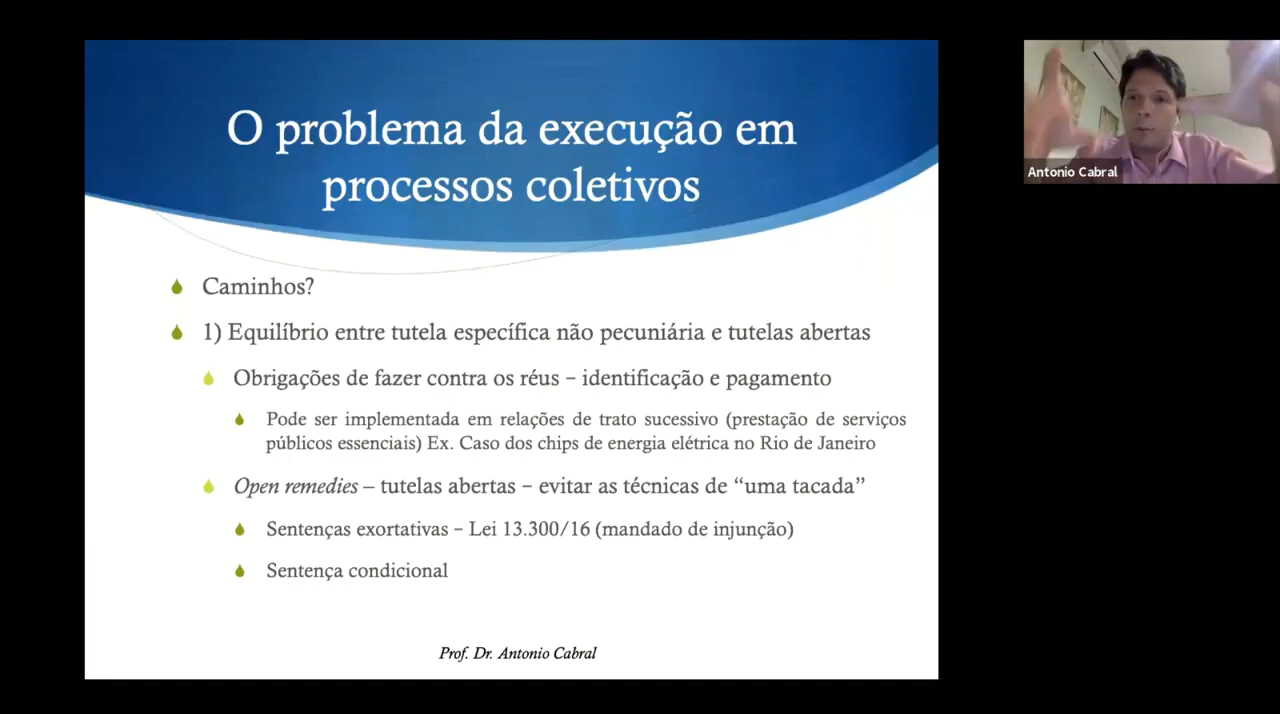 O problema da execução em
processos coletivos
Caminhos?
1) Equilíbrio entre tutela específica não pecuniária e tutelas abertas
Obrigações de fazer contra os réus – identificação e pagamento
Pode ser implementada em relações de trato sucessivo (prestação de serviços
públicos essenciais) Ex. Caso dos chips de energia elétrica no Rio de Janeiro
Open remedies – tutelas abertas – evitar as técnicas de “uma tacada”
Sentenças exortativas – Lei 13.300/16 (mandado de injunção)
Sentença condicional
Prof. Dr. Antonio Cabral
Antonio Cabral